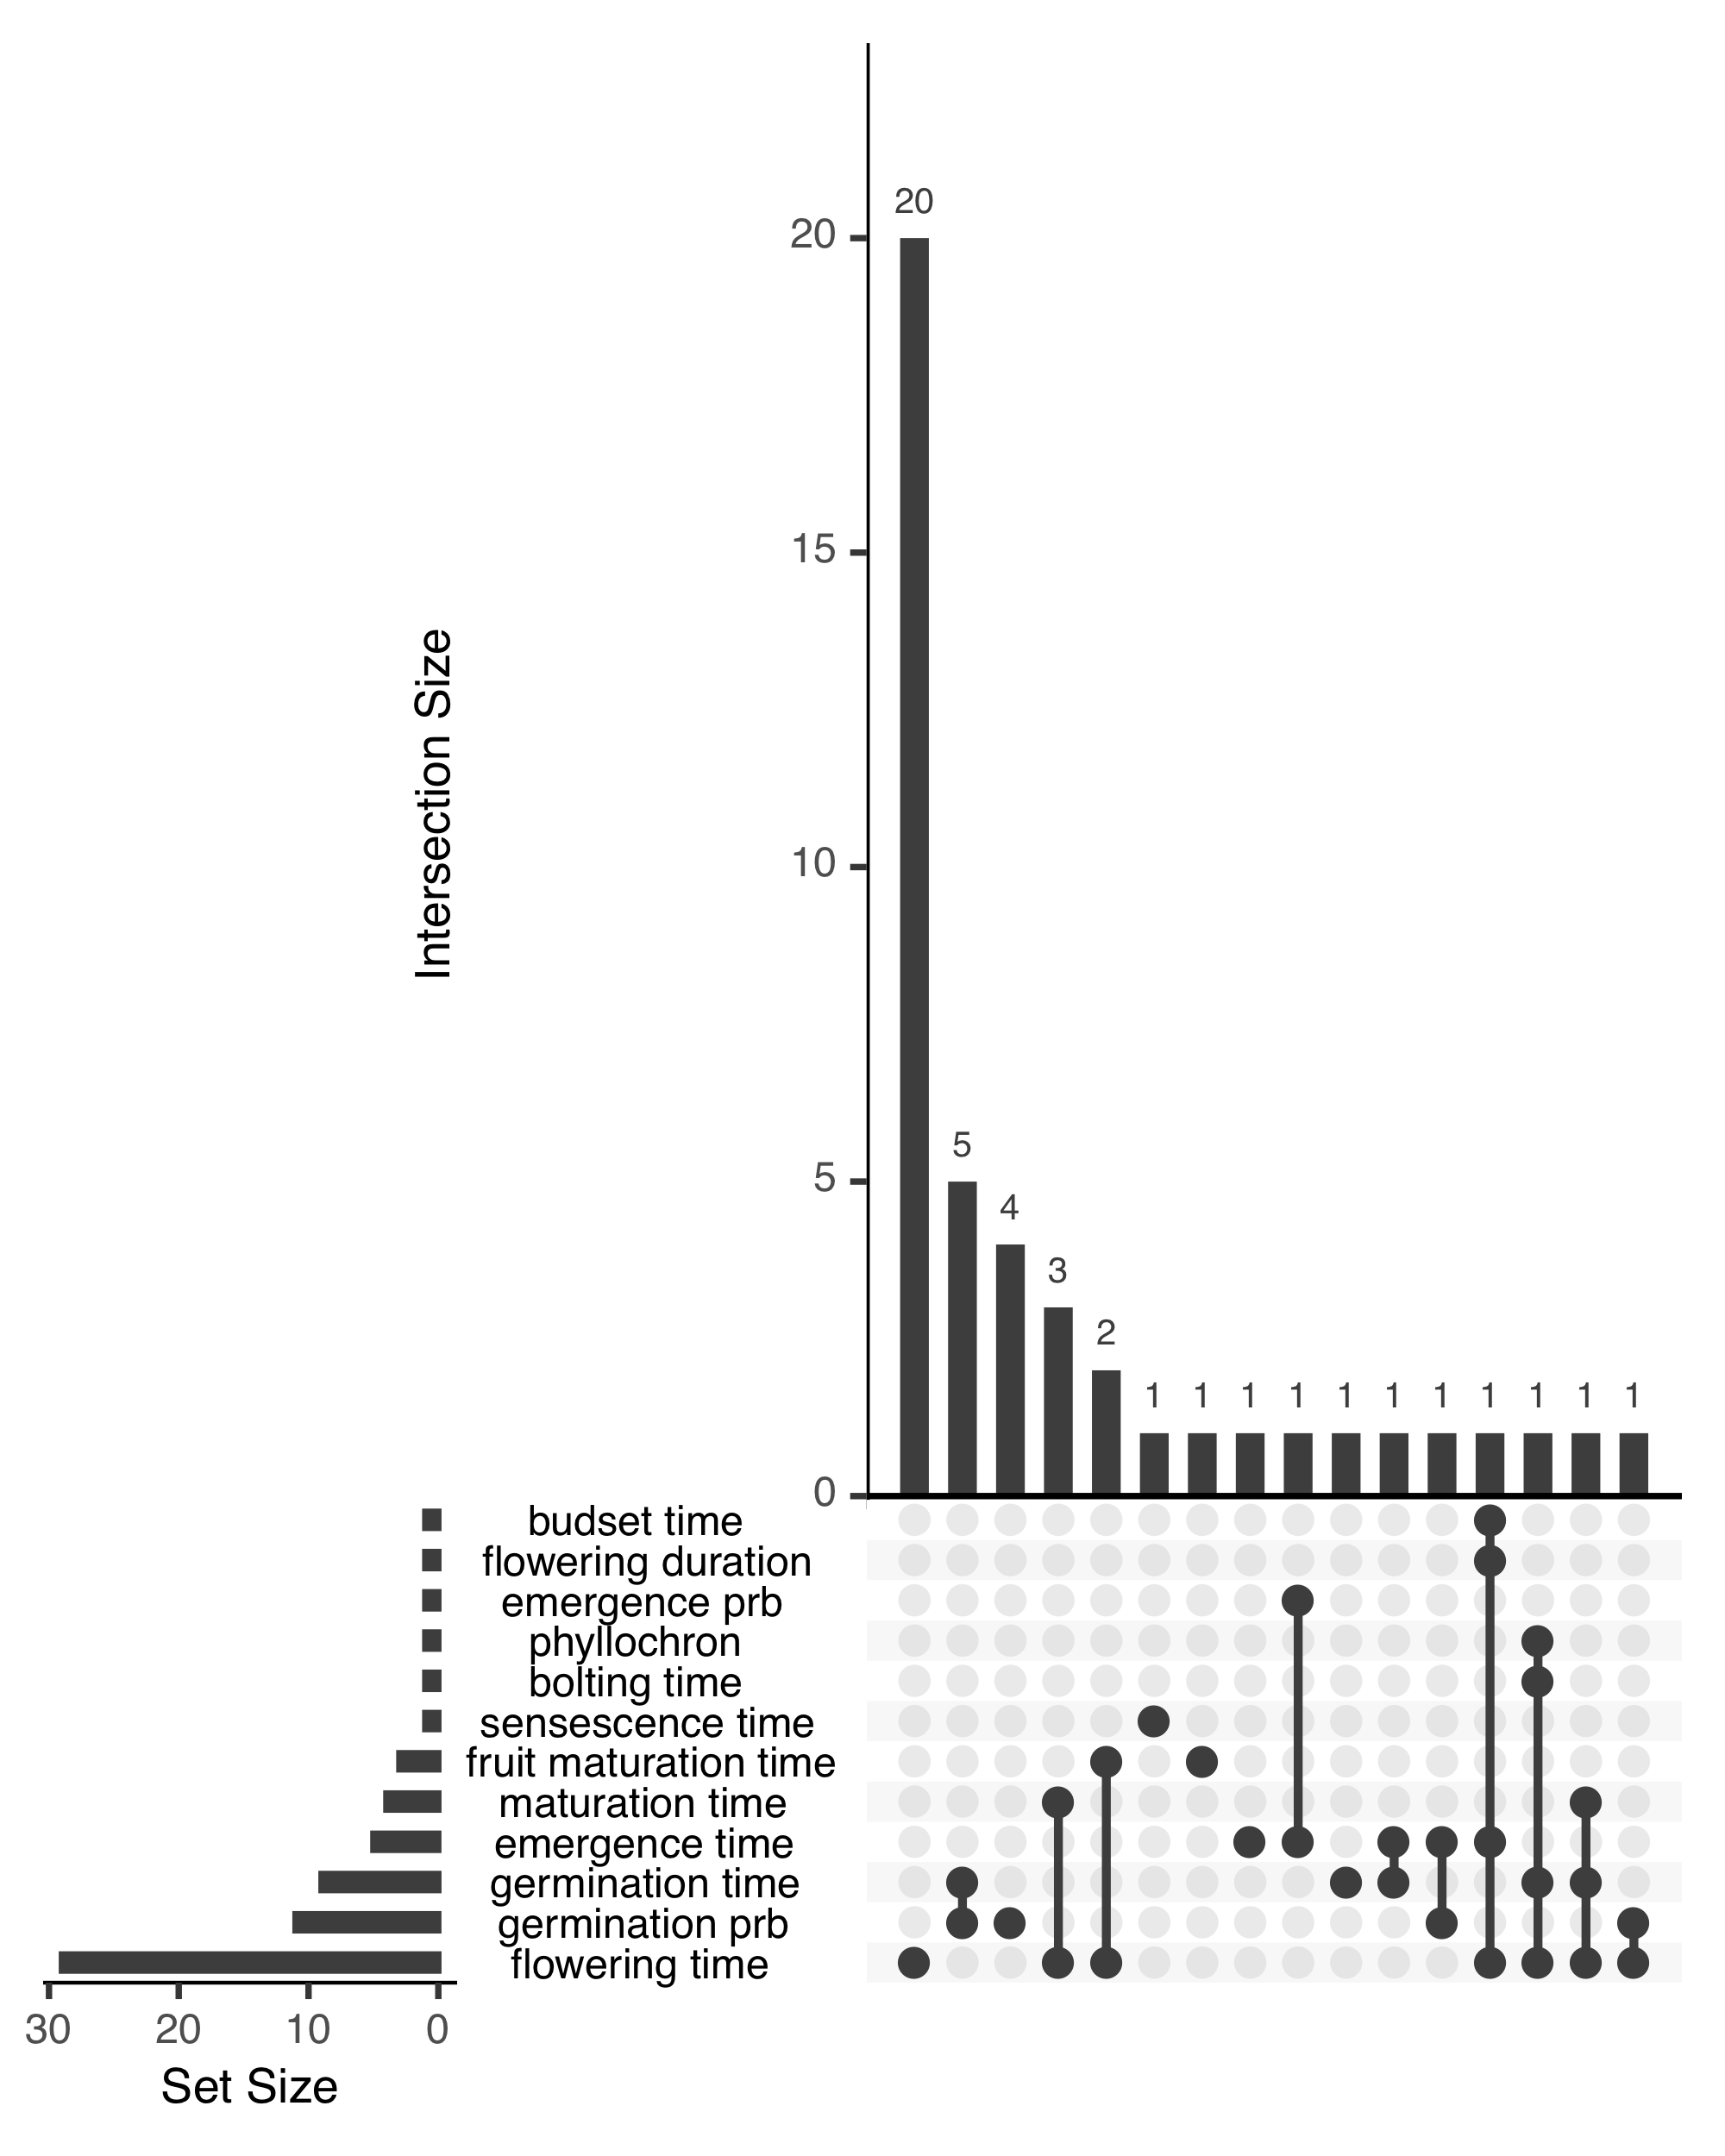 20
20
15
Intersection Size
10
5
5
4
3
2
1 1 1 1 1 1 1 1 1 1 1
0
budset time
flowering duration
emergence prb
phyllochron
bolting time
sensescence time
fruit maturation time
maturation time
emergence time
germination time
germination prb
flowering time
30 20 10 0
Set Size